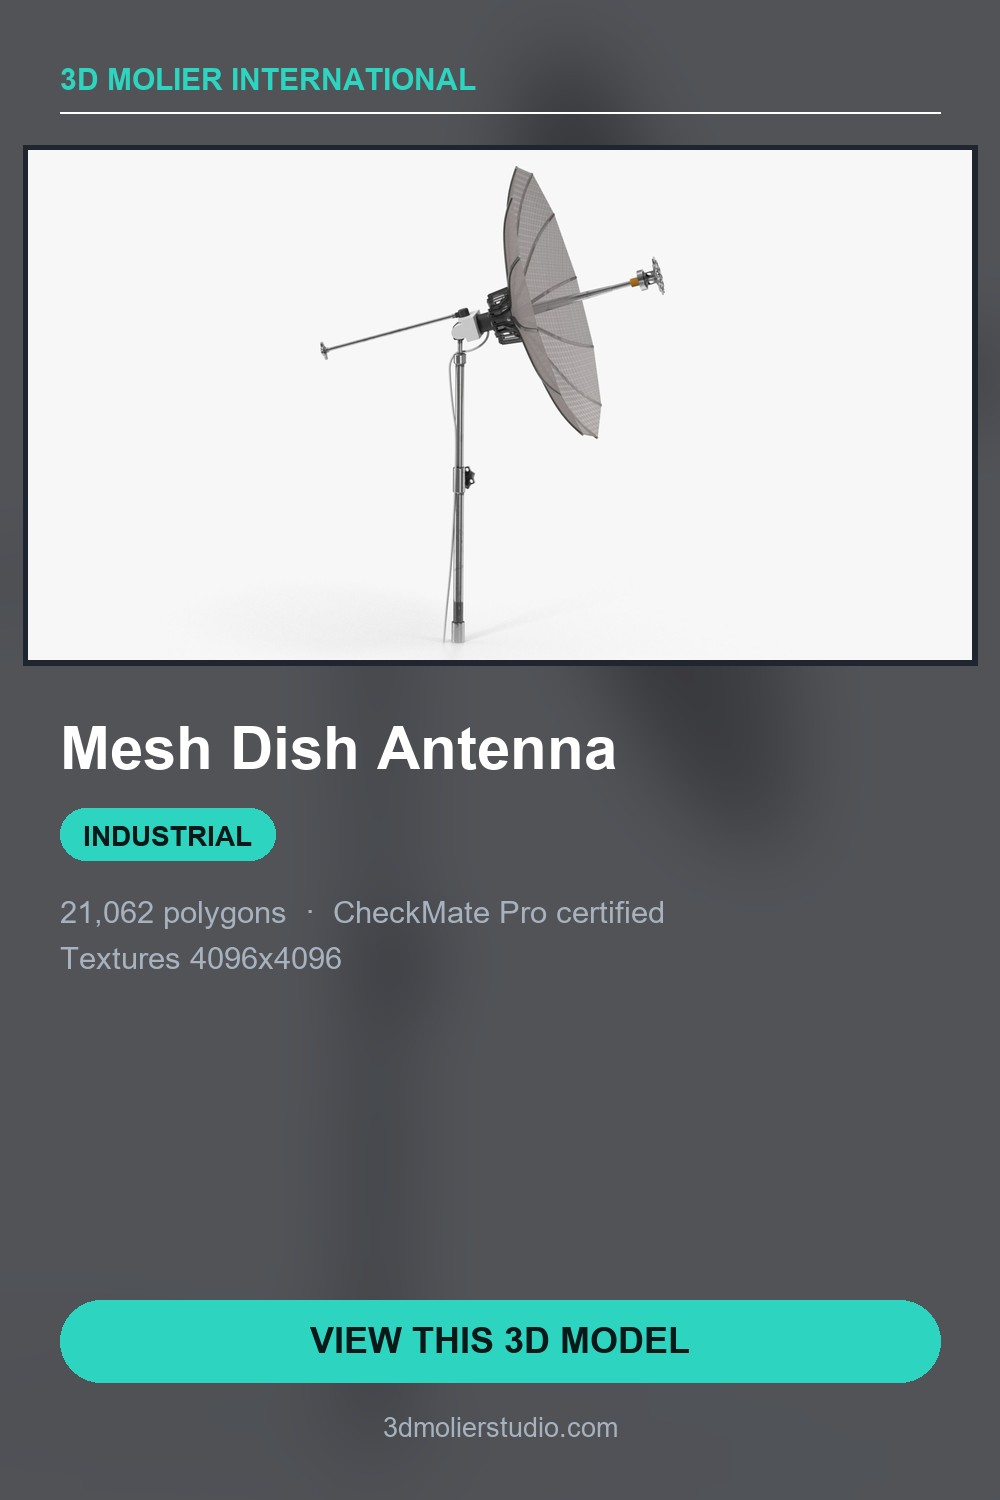 3D MOLIER INTERNATIONAL
Mesh Dish Antenna
INDUSTRIAL
21,062 polygons · CheckMate Pro certified
Textures 4096x4096
VIEW THIS 3D MODEL
3dmolierstudio.com